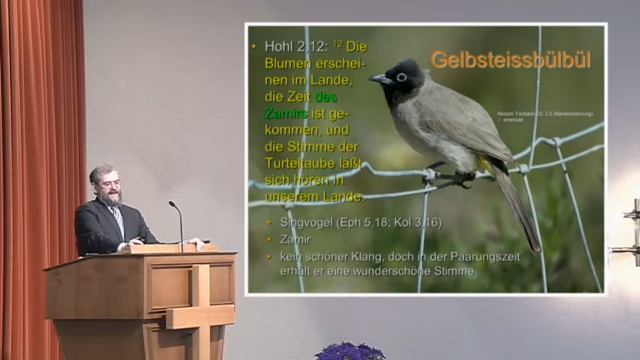 Gelbsteissbülbül
• Hohl 2,12: 12 Die
Blumen erschei-
nen im Lande,
die Zeit des
Zamirs ist ge-
kommen, und
die Stimme der
Turteltaube läßt
sich hören in
unserem Lande.
• Singvogel (Eph 5,18; Kol 3,16)
• Zamir
• kein schöner Klang, doch in der Paarungszeit
erhält er eine wunderschöne Stimme.